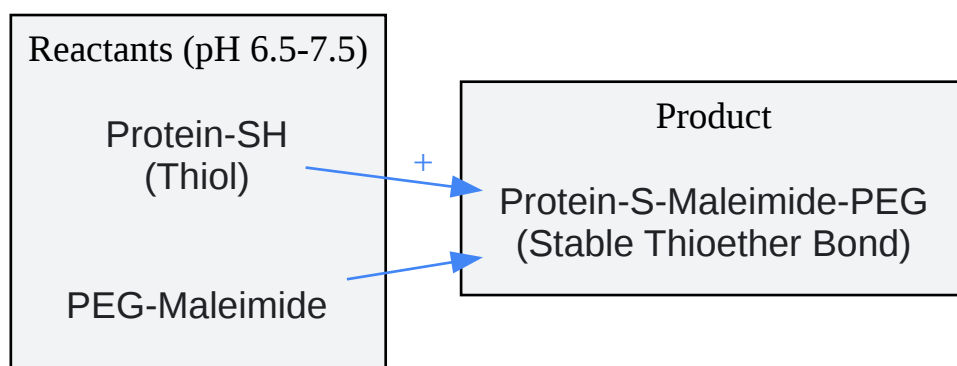 Reactants (pH 6.5-7.5)
Protein-SH
(Thiol)
PEG-Maleimide
+
Product
Protein-S-Maleimide-PEG
(Stable Thioether Bond)